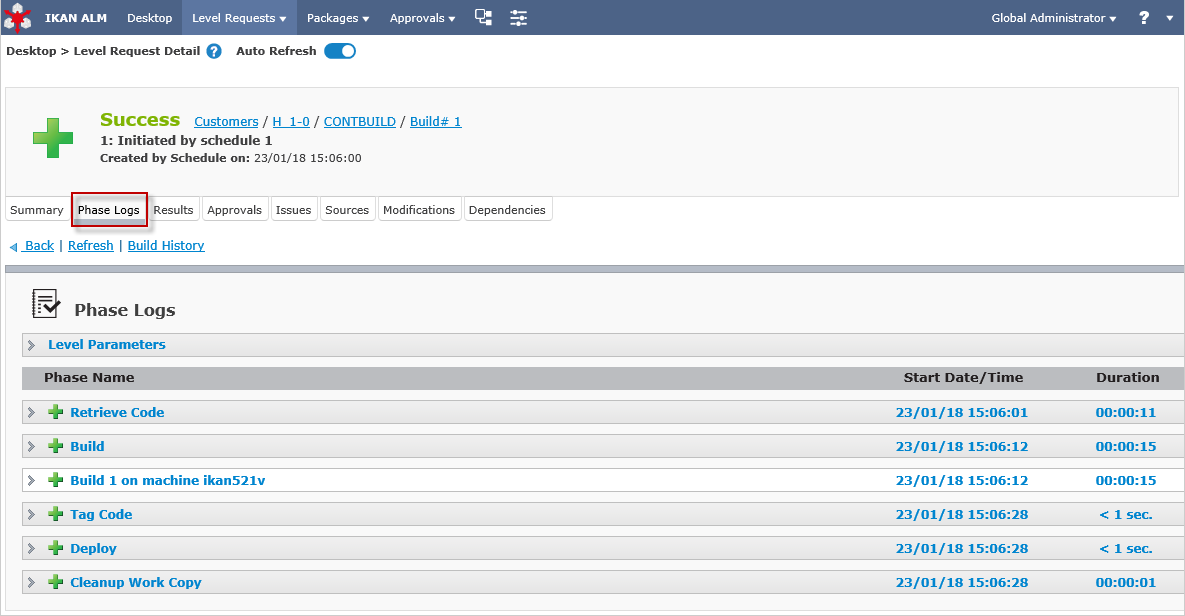 IKAN ALM Desktop Level Requests Packages Approvals Global Administrator ?
Desktop > Level Request Detail ? Auto Refresh
Success Customers / H_1-0 / CONTBUILD / Build# 1
1: Initiated by schedule 1
Created by Schedule on: 23/01/18 15:06:00
Summary Phase Logs Results Approvals Issues Sources Modifications Dependencies
Back | Refresh | Build History
Phase Logs
Level Parameters
Phase Name Start Date/Time Duration
Retrieve Code 23/01/18 15:06:01 00:00:11
Build 23/01/18 15:06:12 00:00:15
Build 1 on machine ikan521v 23/01/18 15:06:12 00:00:15
Tag Code 23/01/18 15:06:28 < 1 sec.
Deploy 23/01/18 15:06:28 < 1 sec.
Cleanup Work Copy 23/01/18 15:06:28 00:00:01